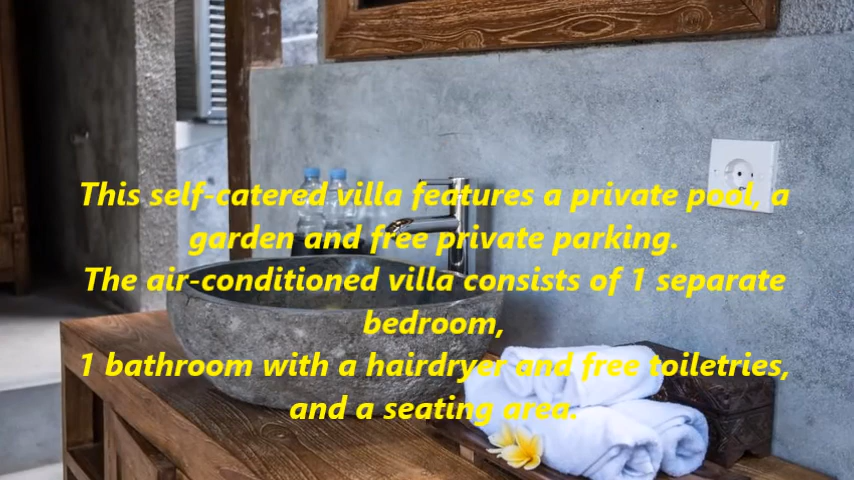 This self-catered villa features a private pool, a
garden and free private parking.
The air-conditioned villa consists of 1 separate
bedroom,
1 bathroom with a hairdryer and free toiletries,
and a seating area.